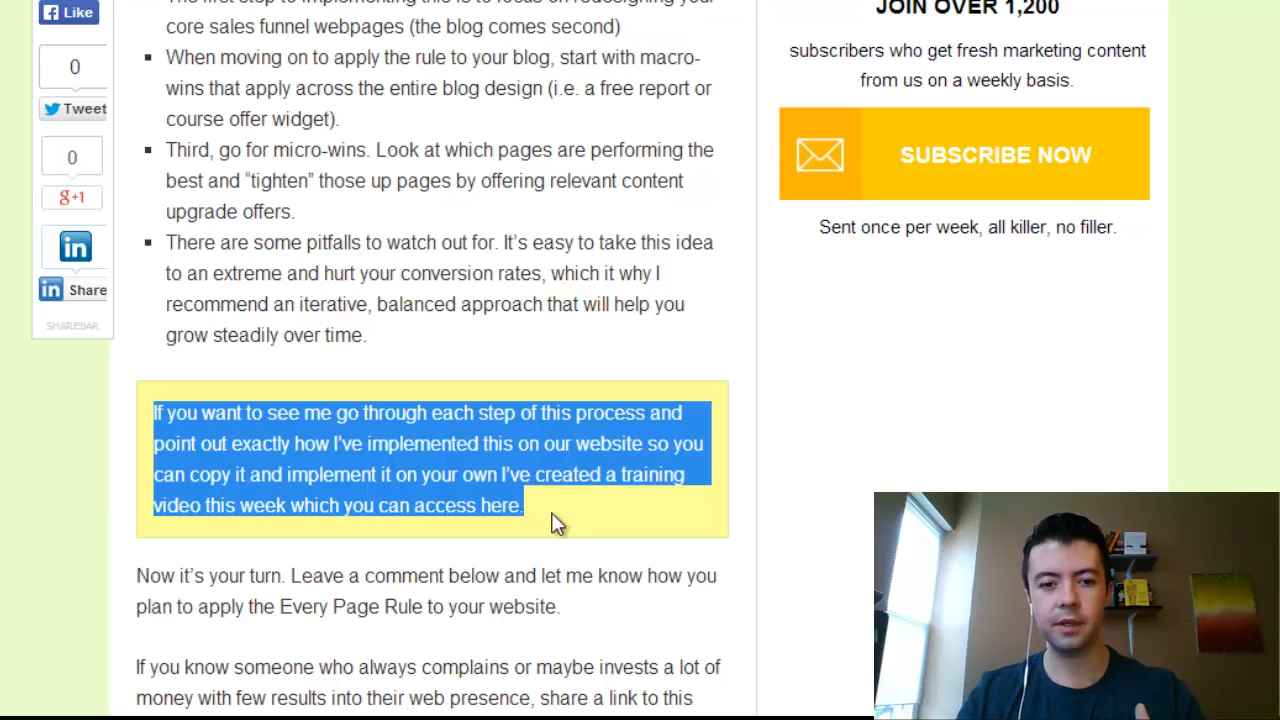 Like
0
Tweet
0
g+1
in
in Share
SHAREBAR
core sales funnel webpages (the blog comes second)
When moving on to apply the rule to your blog, start with macro-
wins that apply across the entire blog design (i.e. a free report or
course offer widget).
Third, go for micro-wins. Look at which pages are performing the
best and “tighten” those up pages by offering relevant content
upgrade offers.
There are some pitfalls to watch out for. It’s easy to take this idea
to an extreme and hurt your conversion rates, which it why I
recommend an iterative, balanced approach that will help you
grow steadily over time.
If you want to see me go through each step of this process and
point out exactly how I’ve implemented this on our website so you
can copy it and implement it on your own I’ve created a training
video this week which you can access here.
Now it’s your turn. Leave a comment below and let me know how you
plan to apply the Every Page Rule to your website.
If you know someone who always complains or maybe invests a lot of
money with few results into their web presence, share a link to this
JOIN OVER 1,200
subscribers who get fresh marketing content
from us on a weekly basis.
SUBSCRIBE NOW
Sent once per week, all killer, no filler.